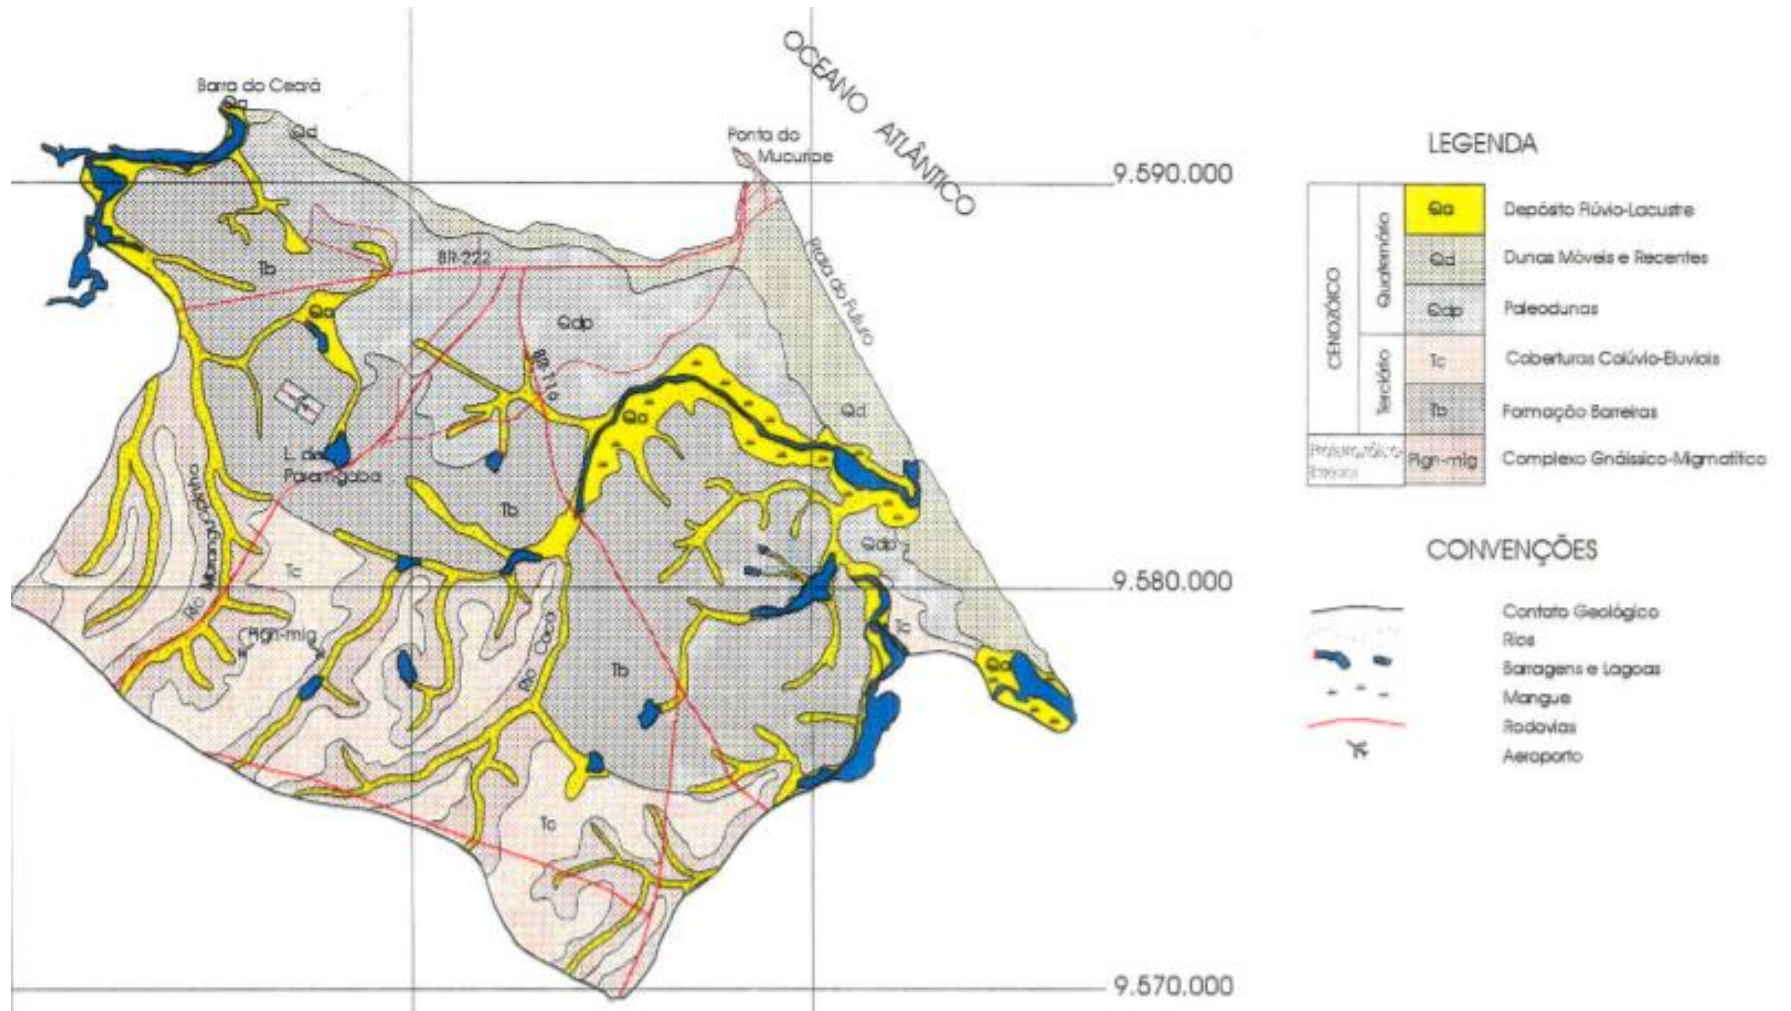 Barra do Ceará
Qa
Qd
OCEANO ATLÂNTICO
Ponta do
Mucuripe
9.590.000
Praia do Futuro
BR-222
Tb
Qa
Qdp
BR-116
Qa
Qd
L. de
Parangaba
Rio Maranguapinho
Tb
Qdp
9.580.000
Tc
Tc
Pign-mig
Rio Cocó
Tb
Qa
Tc
9.570.000
LEGENDA
CENOZÓICO
Quaternário
Terciário
Qa Depósito Flúvio-Lacustre
Qd Dunas Móveis e Recentes
Qdp Paleodunas
Tc Coberturas Colúvio-Eluviais
Tb Formação Barreiras
Pign-mig Complexo Gnáissico-Migmatítico
CONVENÇÕES
Contato Geológico
Rios
Barragens e Lagoas
Mangue
Rodovias
Aeroporto